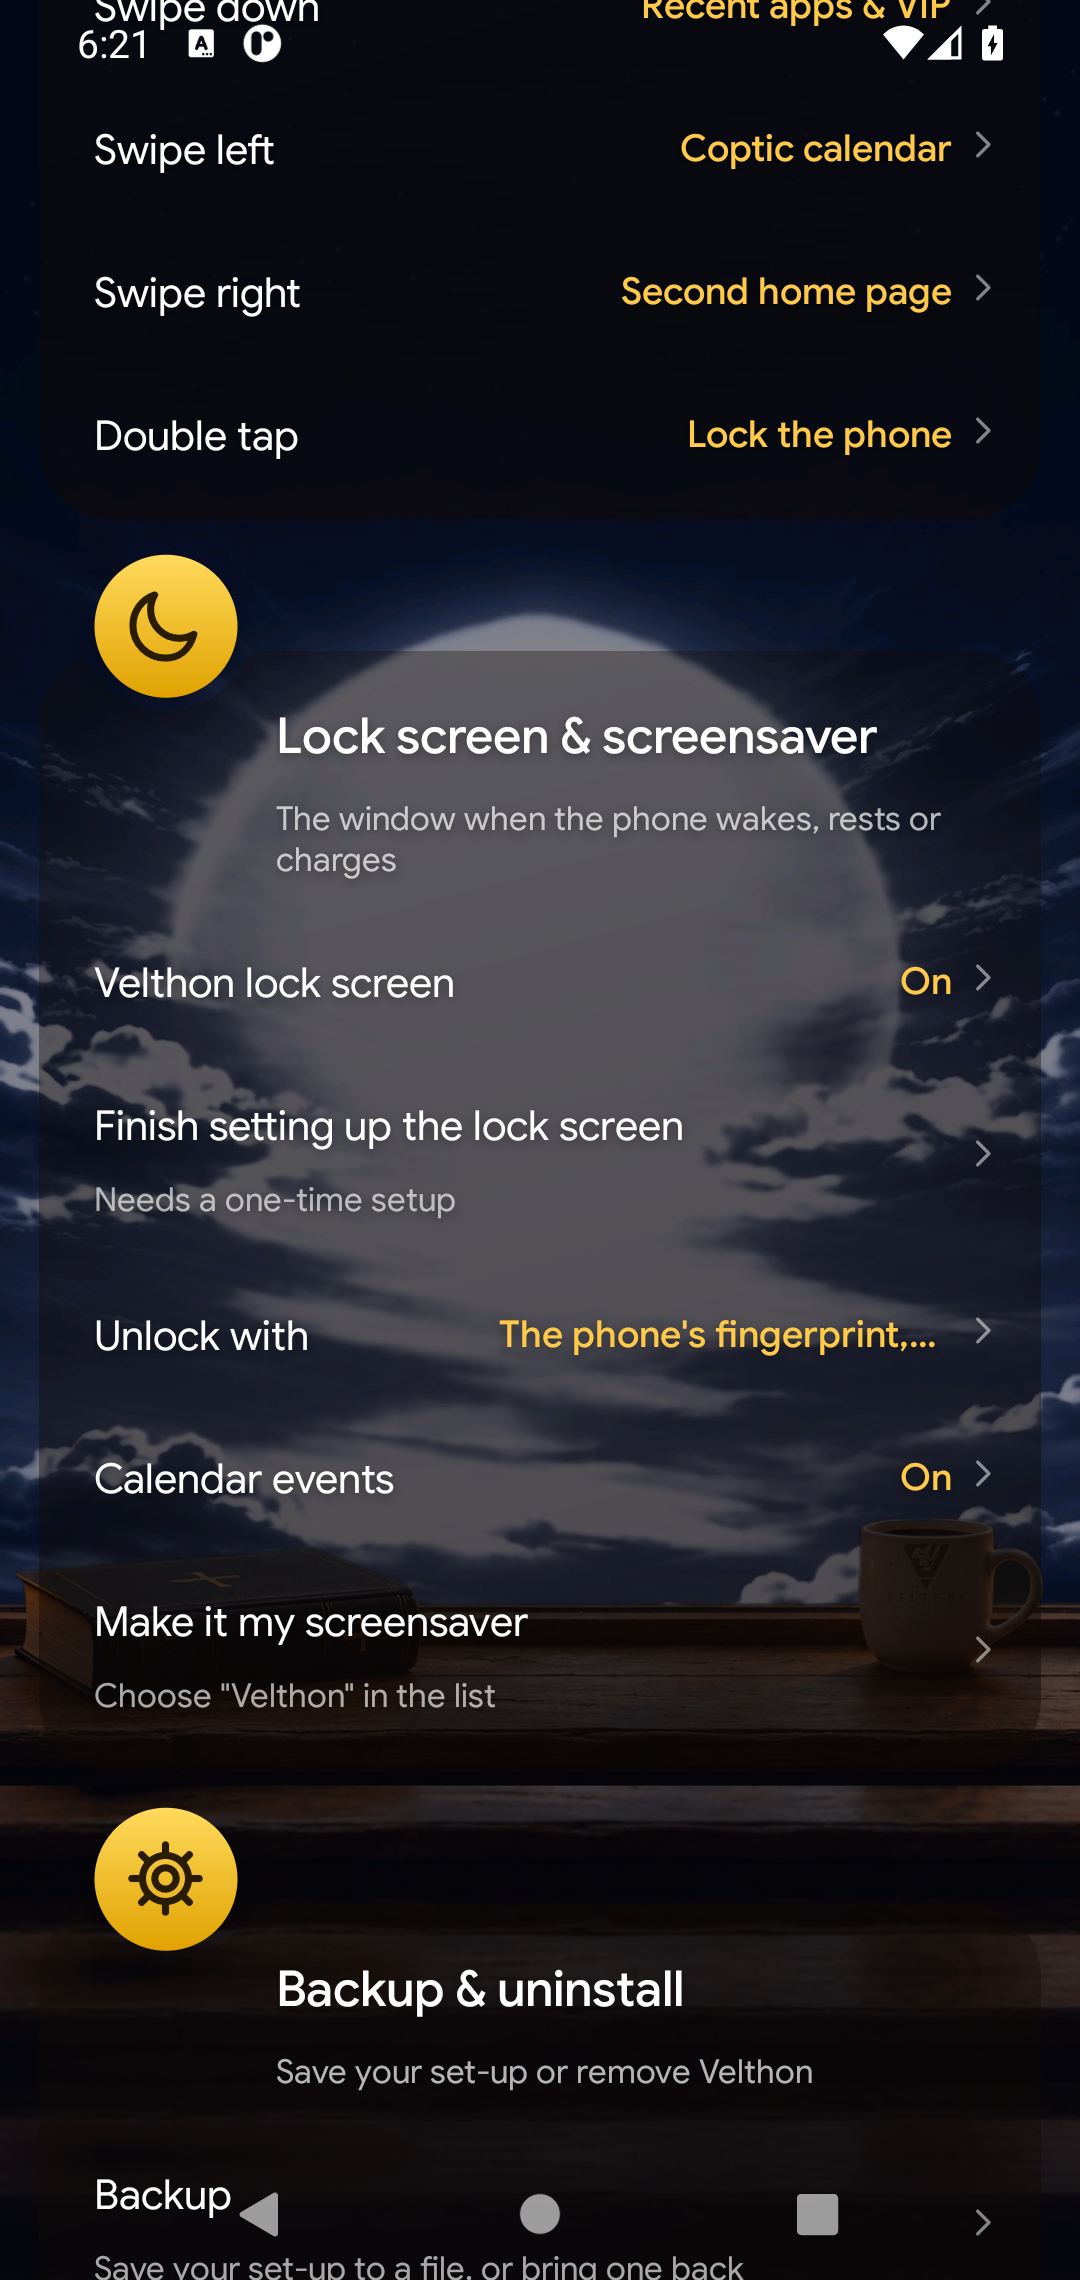 Swipe down Recent apps & VIP
6:21
Swipe left Coptic calendar
Swipe right Second home page
Double tap Lock the phone
Lock screen & screensaver
The window when the phone wakes, rests or
charges
Velthon lock screen On
Finish setting up the lock screen
Needs a one-time setup
Unlock with The phone's fingerprint,...
Calendar events On
VELTHON
Make it my screensaver
Choose "Velthon" in the list
Backup & uninstall
Save your set-up or remove Velthon
Backup
Save your set-up to a file, or bring one back